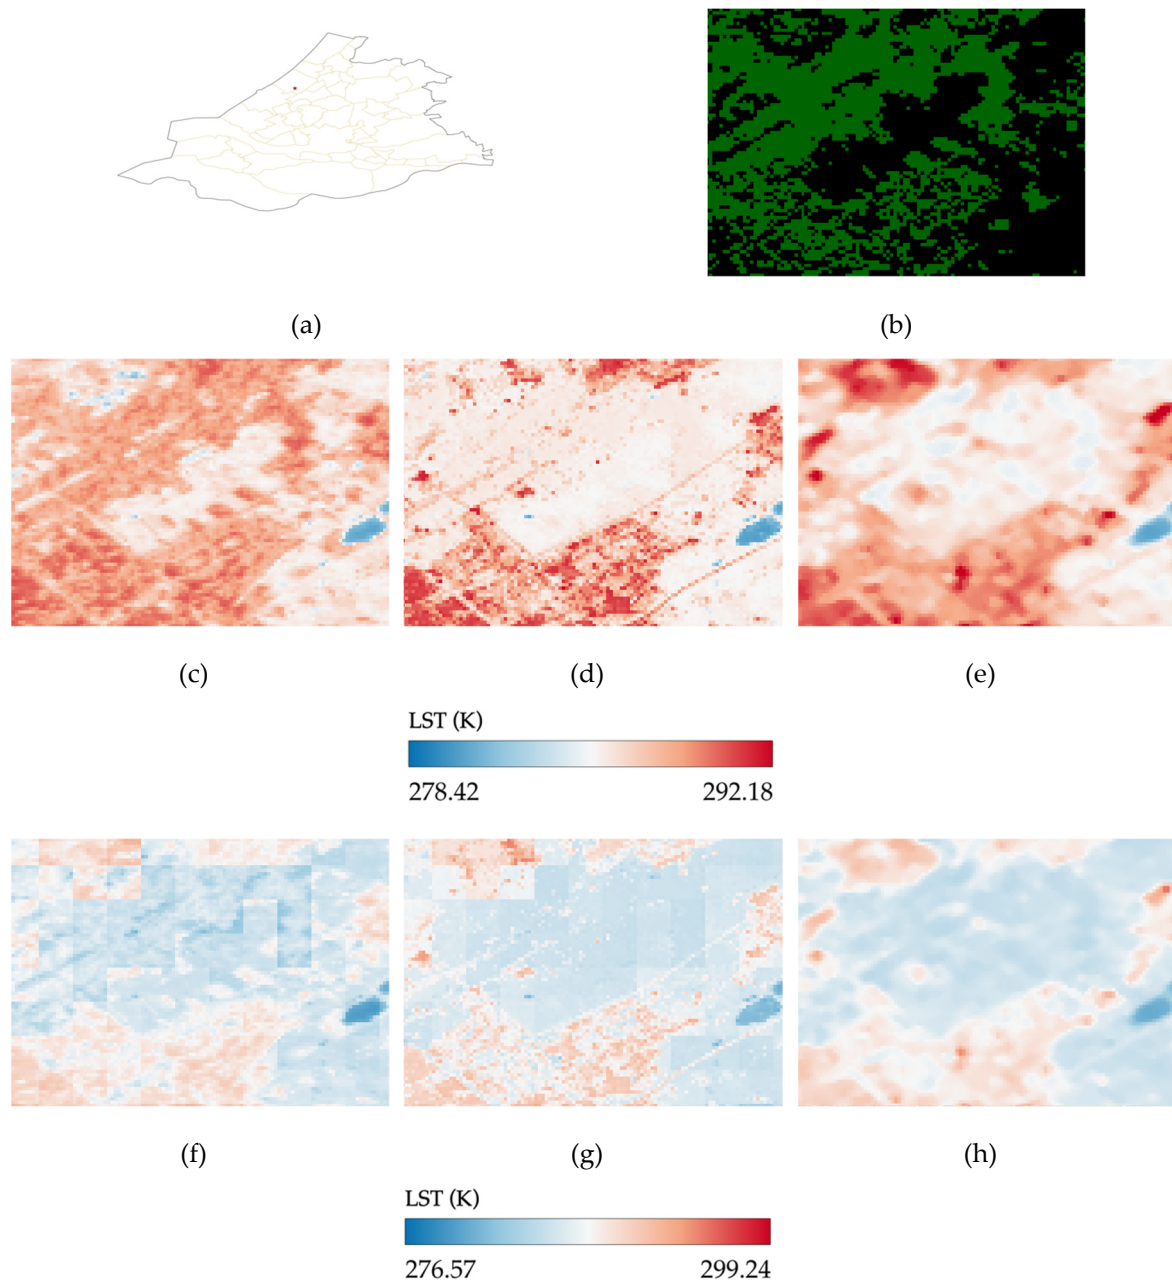 (a) (b)
(c) (d) (e)
LST (K)
278.42 292.18
(f) (g) (h)
LST (K)
276.57 299.24